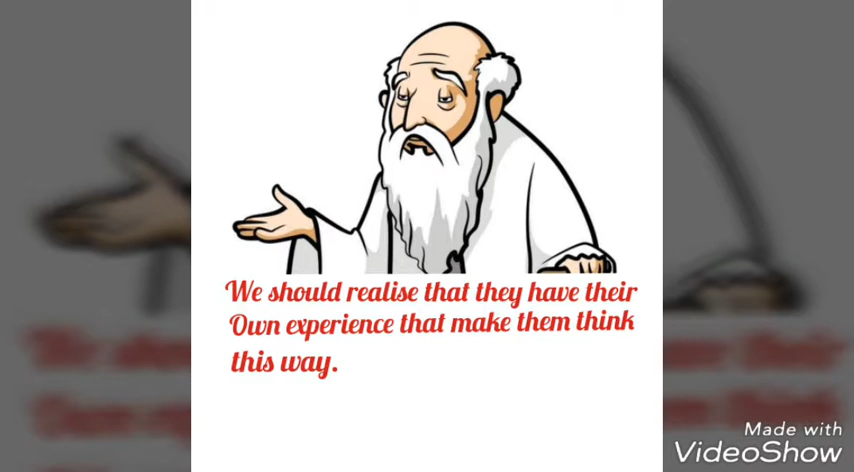 We should realise that they have their
Own experience that make them think
this way.
Made with
VideoShow